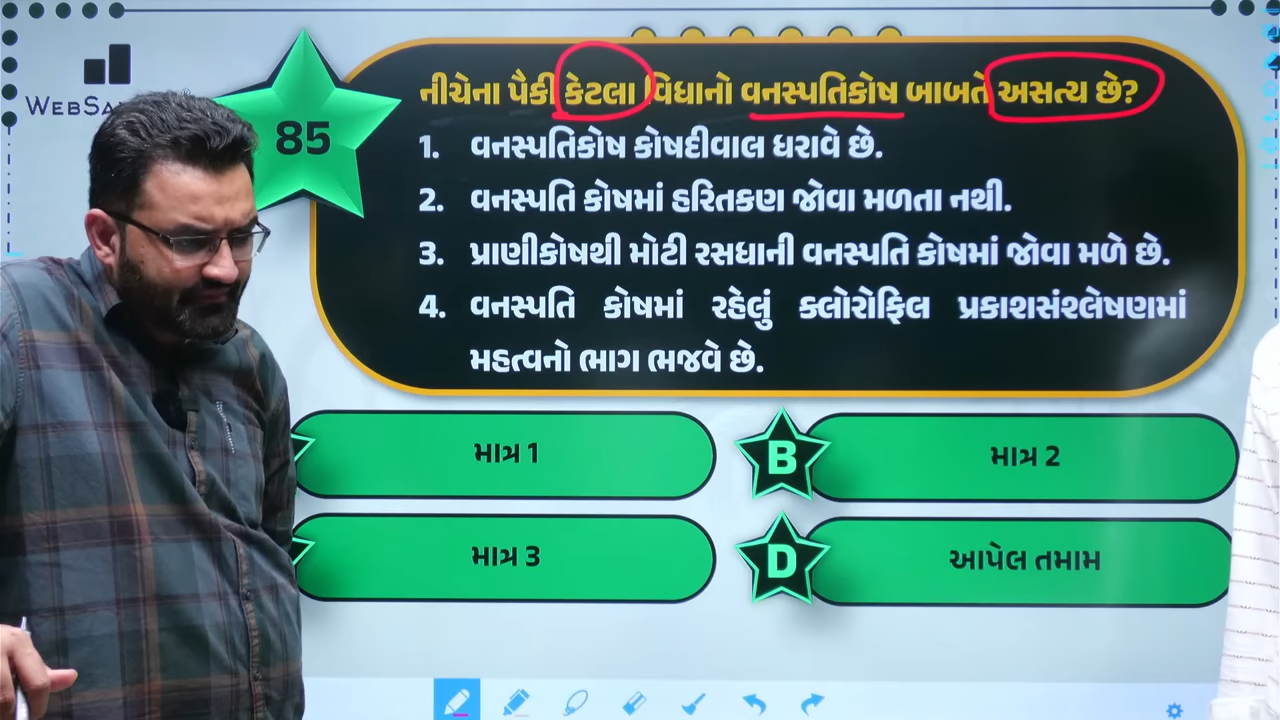 85
નીચેના પૈકી કેટલા વિધાનો વનસ્પતિકોષ બાબતે અસત્ય છે?
1. વનસ્પતિકોષ કોષદીવાલ ધરાવે છે.
2. વનસ્પતિ કોષમાં હરિતકણ જોવા મળતા નથી.
3. પ્રાણીકોષથી મોટી રસધાની વનસ્પતિ કોષમાં જોવા મળે છે.
4. વનસ્પતિ કોષમાં રહેલું ક્લોરોફિલ પ્રકાશસંશ્લેષણમાં
મહત્વનો ભાગ ભજવે છે.
માત્ર 1
B માત્ર 2
માત્ર 3
D આપેલ તમામ